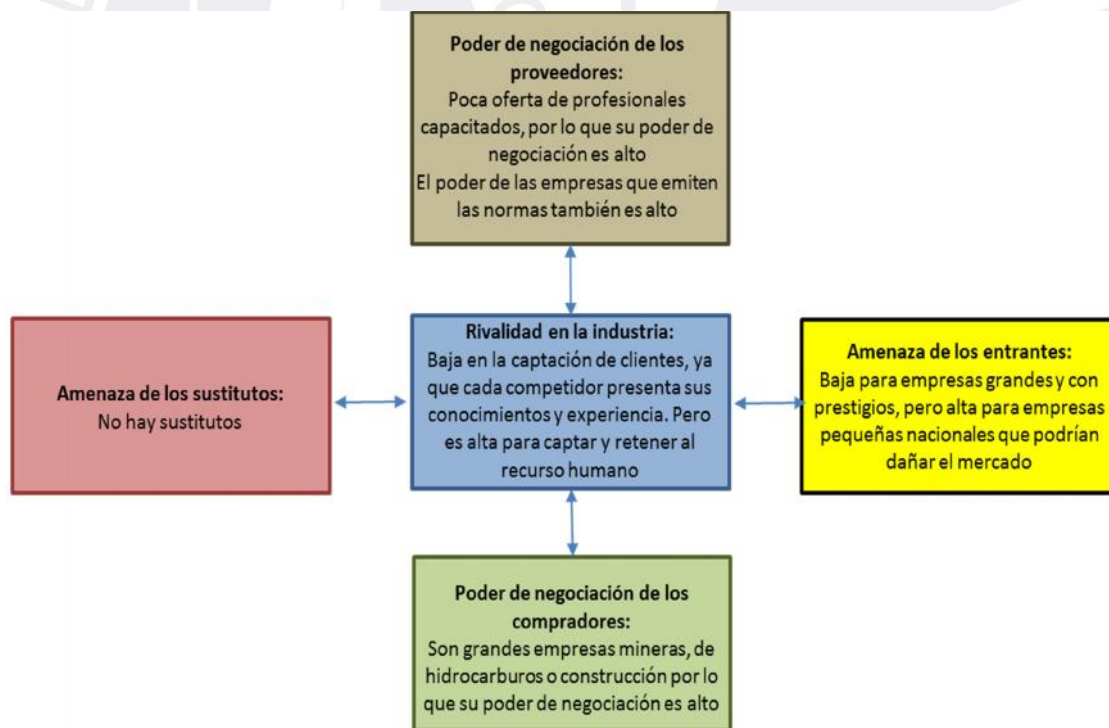 Poder de negociación de los
proveedores:
Poca oferta de profesionales
capacitados, por lo que su poder de
negociación es alto
El poder de las empresas que emiten
las normas también es alto
Amenaza de los sustitutos:
No hay sustitutos
Rivalidad en la industria:
Baja en la captación de clientes, ya
que cada competidor presenta sus
conocimientos y experiencia. Pero
es alta para captar y retener al
recurso humano
Amenaza de los entrantes:
Baja para empresas grandes y con
prestigios, pero alta para empresas
pequeñas nacionales que podrían
dañar el mercado
Poder de negociación de los
compradores:
Son grandes empresas mineras, de
hidrocarburos o construcción por lo
que su poder de negociación es alto